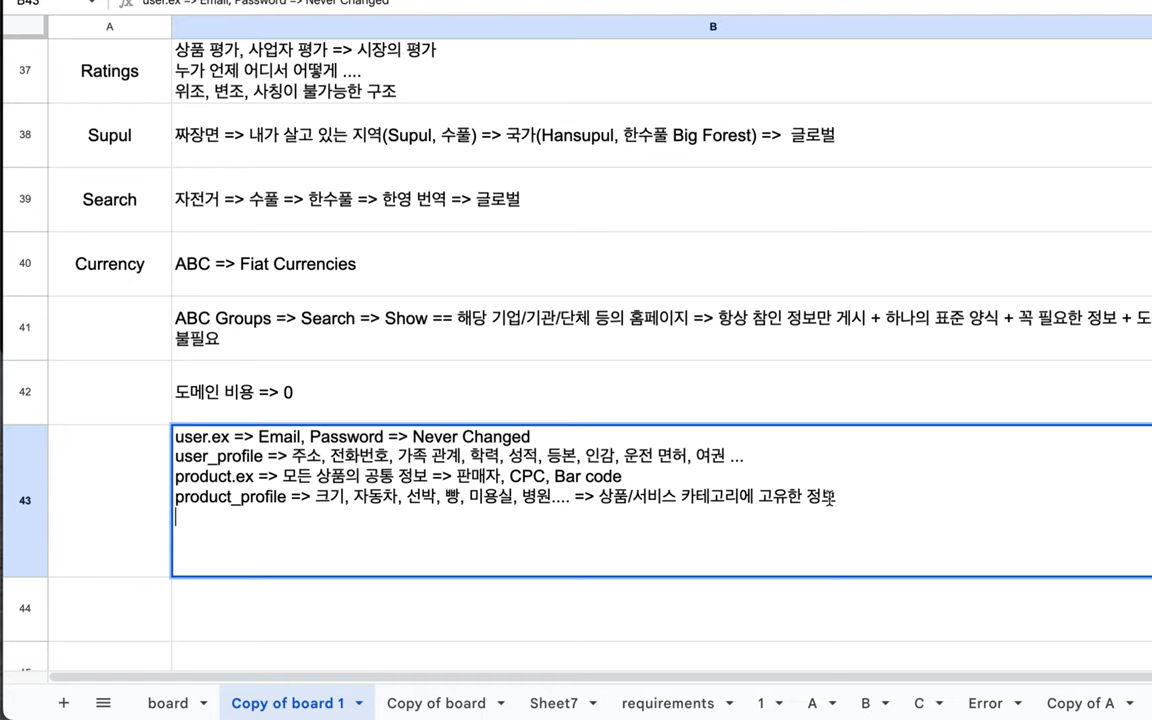 B43 fx user.ex => Email, Password => Never Changed
A B
37 Ratings 상품 평가, 사업자 평가 => 시장의 평가
누가 언제 어디서 어떻게 ....
위조, 변조, 사칭이 불가능한 구조
38 Supul 짜장면 => 내가 살고 있는 지역(Supul, 수풀) => 국가(Hansupul, 한수풀 Big Forest) => 글로벌
39 Search 자전거 => 수풀 => 한수풀 => 한영 번역 => 글로벌
40 Currency ABC => Fiat Currencies
41 ABC Groups => Search => Show == 해당 기업/기관/단체 등의 홈페이지 => 항상 참인 정보만 게시 + 하나의 표준 양식 + 꼭 필요한 정보 + 도
불필요
42 도메인 비용 => 0
43 user.ex => Email, Password => Never Changed
user_profile => 주소, 전화번호, 가족 관계, 학력, 성적, 등본, 인감, 운전 면허, 여권 ...
product.ex => 모든 상품의 공통 정보 => 판매자, CPC, Bar code
product_profile => 크기, 자동차, 선박, 빵, 미용실, 병원.... => 상품/서비스 카테고리에 고유한 정보
44
board Copy of board 1 Copy of board Sheet7 requirements 1 A B C Error Copy of A